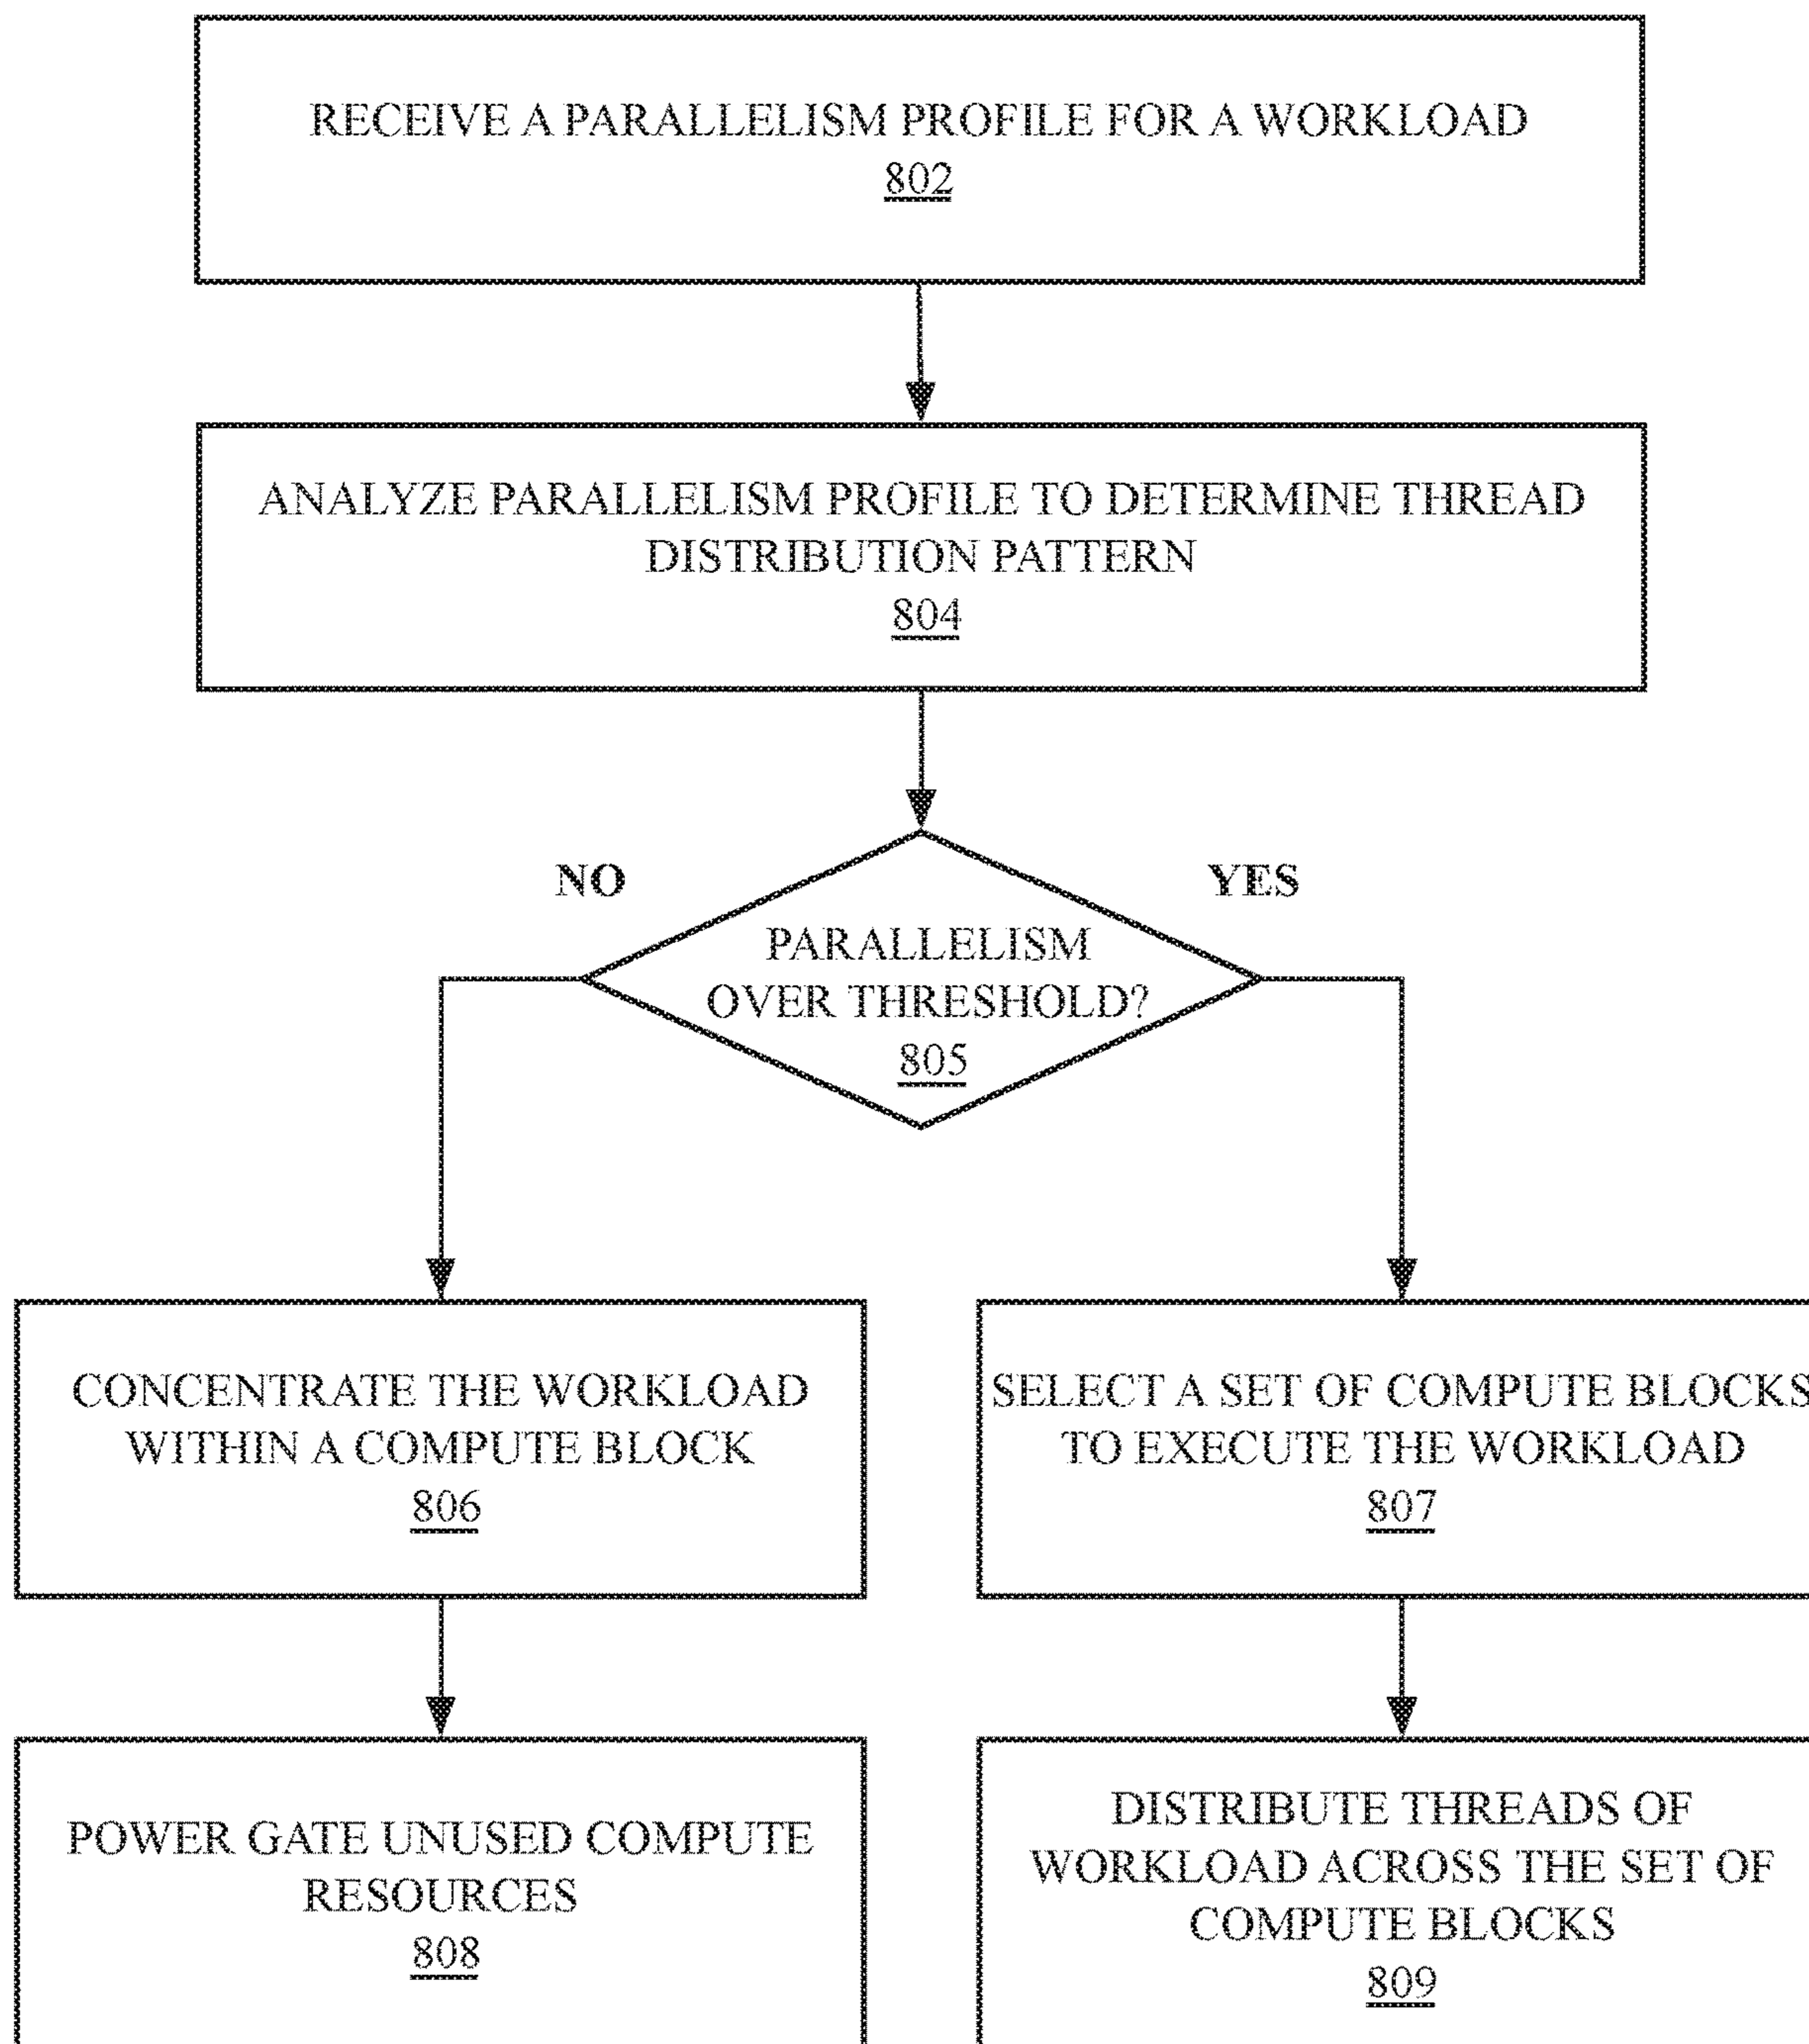 RECEIVE A PARALLELISM PROFILE FOR A WORKLOAD
802
ANALYZE PARALLELISM PROFILE TO DETERMINE THREAD
DISTRIBUTION PATTERN
804
NO
YES
PARALLELISM
OVER THRESHOLD?
805
CONCENTRATE THE WORKLOAD
WITHIN A COMPUTE BLOCK
806
SELECT A SET OF COMPUTE BLOCKS
TO EXECUTE THE WORKLOAD
807
POWER GATE UNUSED COMPUTE
RESOURCES
808
DISTRIBUTE THREADS OF
WORKLOAD ACROSS THE SET OF
COMPUTE BLOCKS
809